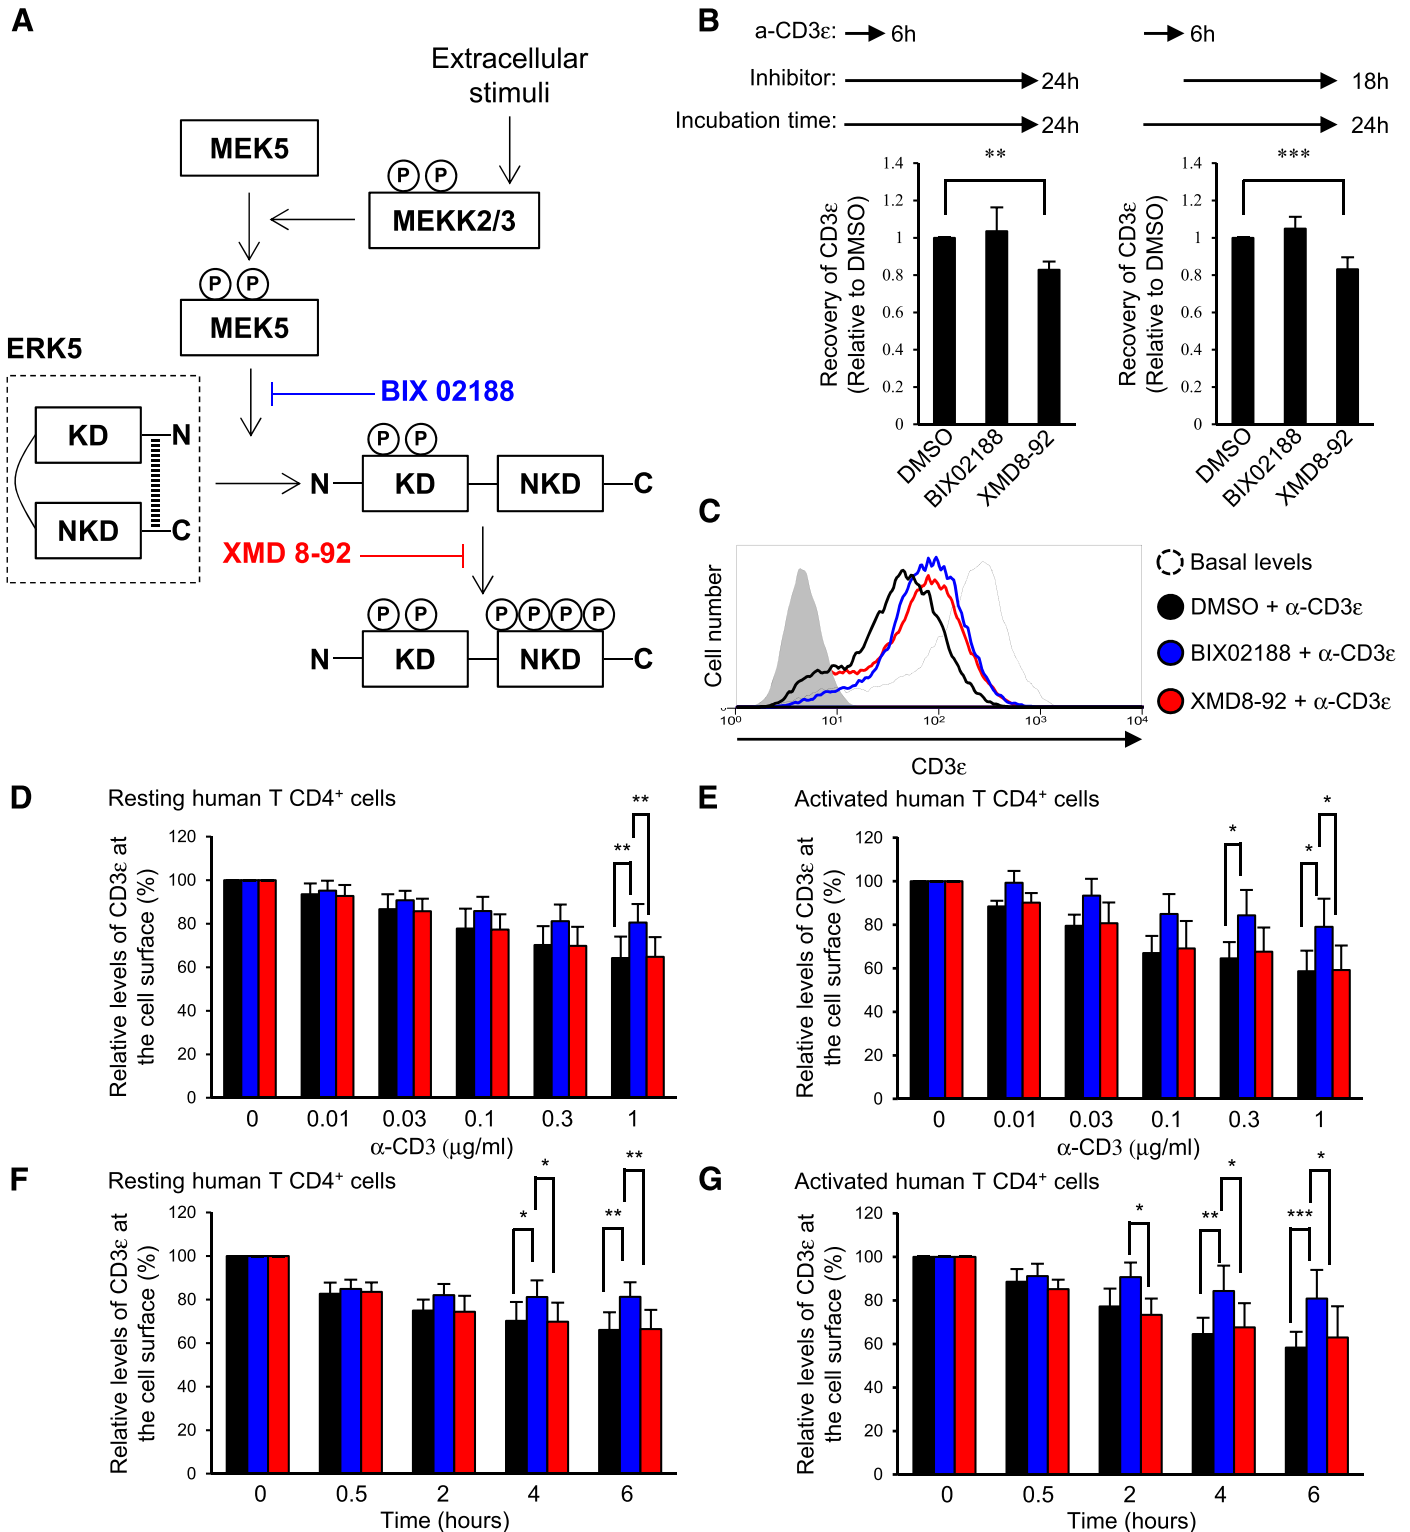 A
Extracellular
stimuli
MEK5
P P
MEKK2/3
P P
MEK5
ERK5
BIX 02188
KD N
NKD C
P P
N KD NKD C
XMD 8-92
P P P P P P
N KD NKD C
B
a-CD3ε: 6h 6h
Inhibitor: 24h 18h
Incubation time: 24h 24h
Recovery of CD3ε
(Relative to DMSO)
1.4
1.2
1
0.8
0.6
0.4
0.2
0
**
DMSO
BIX02188
XMD8-92
Recovery of CD3ε
(Relative to DMSO)
1.4
1.2
1
0.8
0.6
0.4
0.2
0
***
DMSO
BIX02188
XMD8-92
C
Cell number
0
10⁰ 10¹ 10² 10³ 10⁴
CD3ε
Basal levels
DMSO + α-CD3ε
BIX02188 + α-CD3ε
XMD8-92 + α-CD3ε
D
Resting human T CD4⁺ cells
Relative levels of CD3ε at
the cell surface (%)
120
100
80
60
40
20
0
**
**
0 0.01 0.03 0.1 0.3 1
α-CD3 (μg/ml)
E
Activated human T CD4⁺ cells
Relative levels of CD3ε at
the cell surface (%)
120
100
80
60
40
20
0
*
*
*
0 0.01 0.03 0.1 0.3 1
α-CD3 (μg/ml)
F
Resting human T CD4⁺ cells
Relative levels of CD3ε at
the cell surface (%)
120
100
80
60
40
20
0
*
*
**
**
0 0.5 2 4 6
Time (hours)
G
Activated human T CD4⁺ cells
Relative levels of CD3ε at
the cell surface (%)
120
100
80
60
40
20
0
*
**
*
***
*
0 0.5 2 4 6
Time (hours)